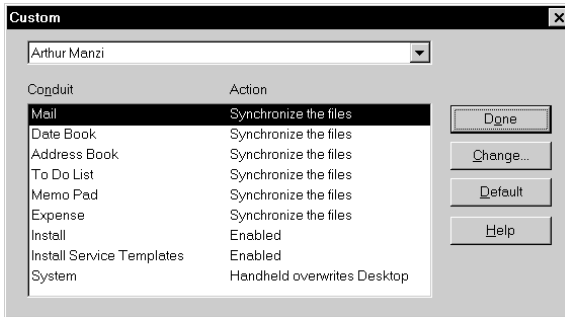 Custom
Arthur Manzi
Conduit Action
Mail Synchronize the files
Date Book Synchronize the files
Address Book Synchronize the files
To Do List Synchronize the files
Memo Pad Synchronize the files
Expense Synchronize the files
Install Enabled
Install Service Templates Enabled
System Handheld overwrites Desktop
Done
Change...
Default
Help